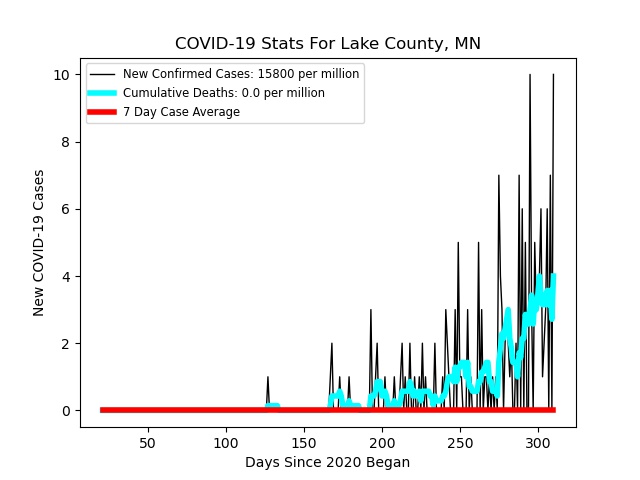 COVID-19 Stats For Lake County, MN
New Confirmed Cases: 15800 per million
Cumulative Deaths: 0.0 per million
7 Day Case Average
10
8
6
4
2
0
New COVID-19 Cases
50 100 150 200 250 300
Days Since 2020 Began